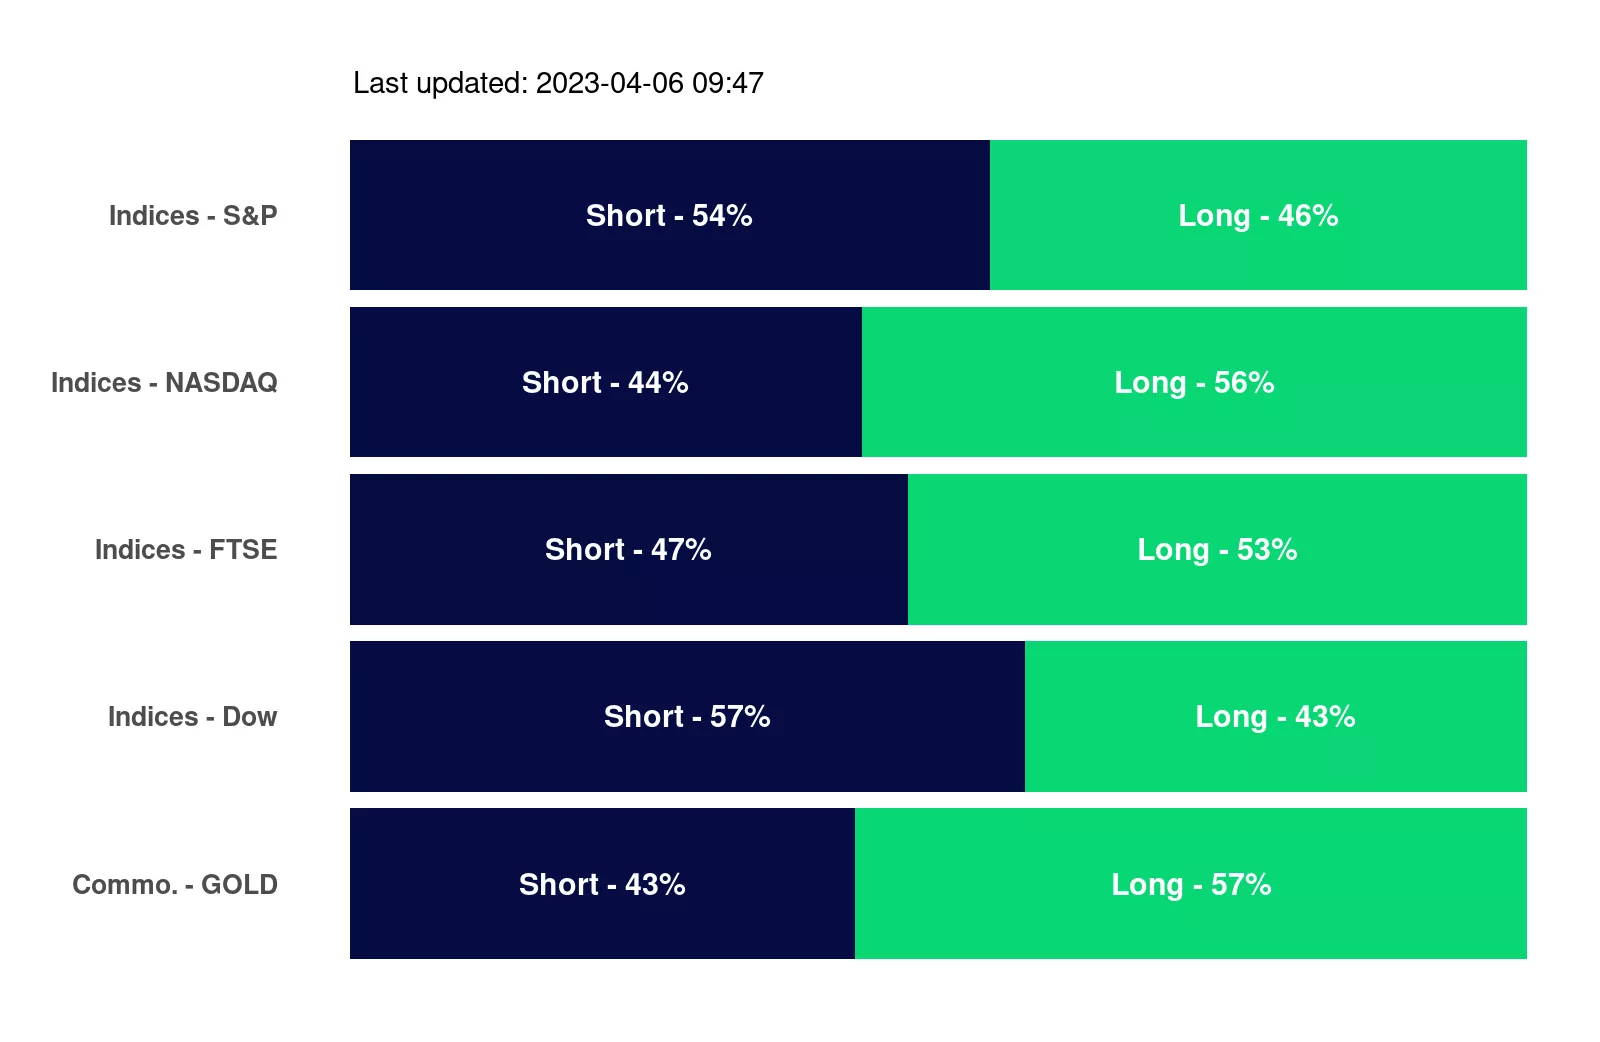 Last updated: 2023-04-06 09:47
Indices - S&P Short - 54% Long - 46%
Indices - NASDAQ Short - 44% Long - 56%
Indices - FTSE Short - 47% Long - 53%
Indices - Dow Short - 57% Long - 43%
Commo. - GOLD Short - 43% Long - 57%